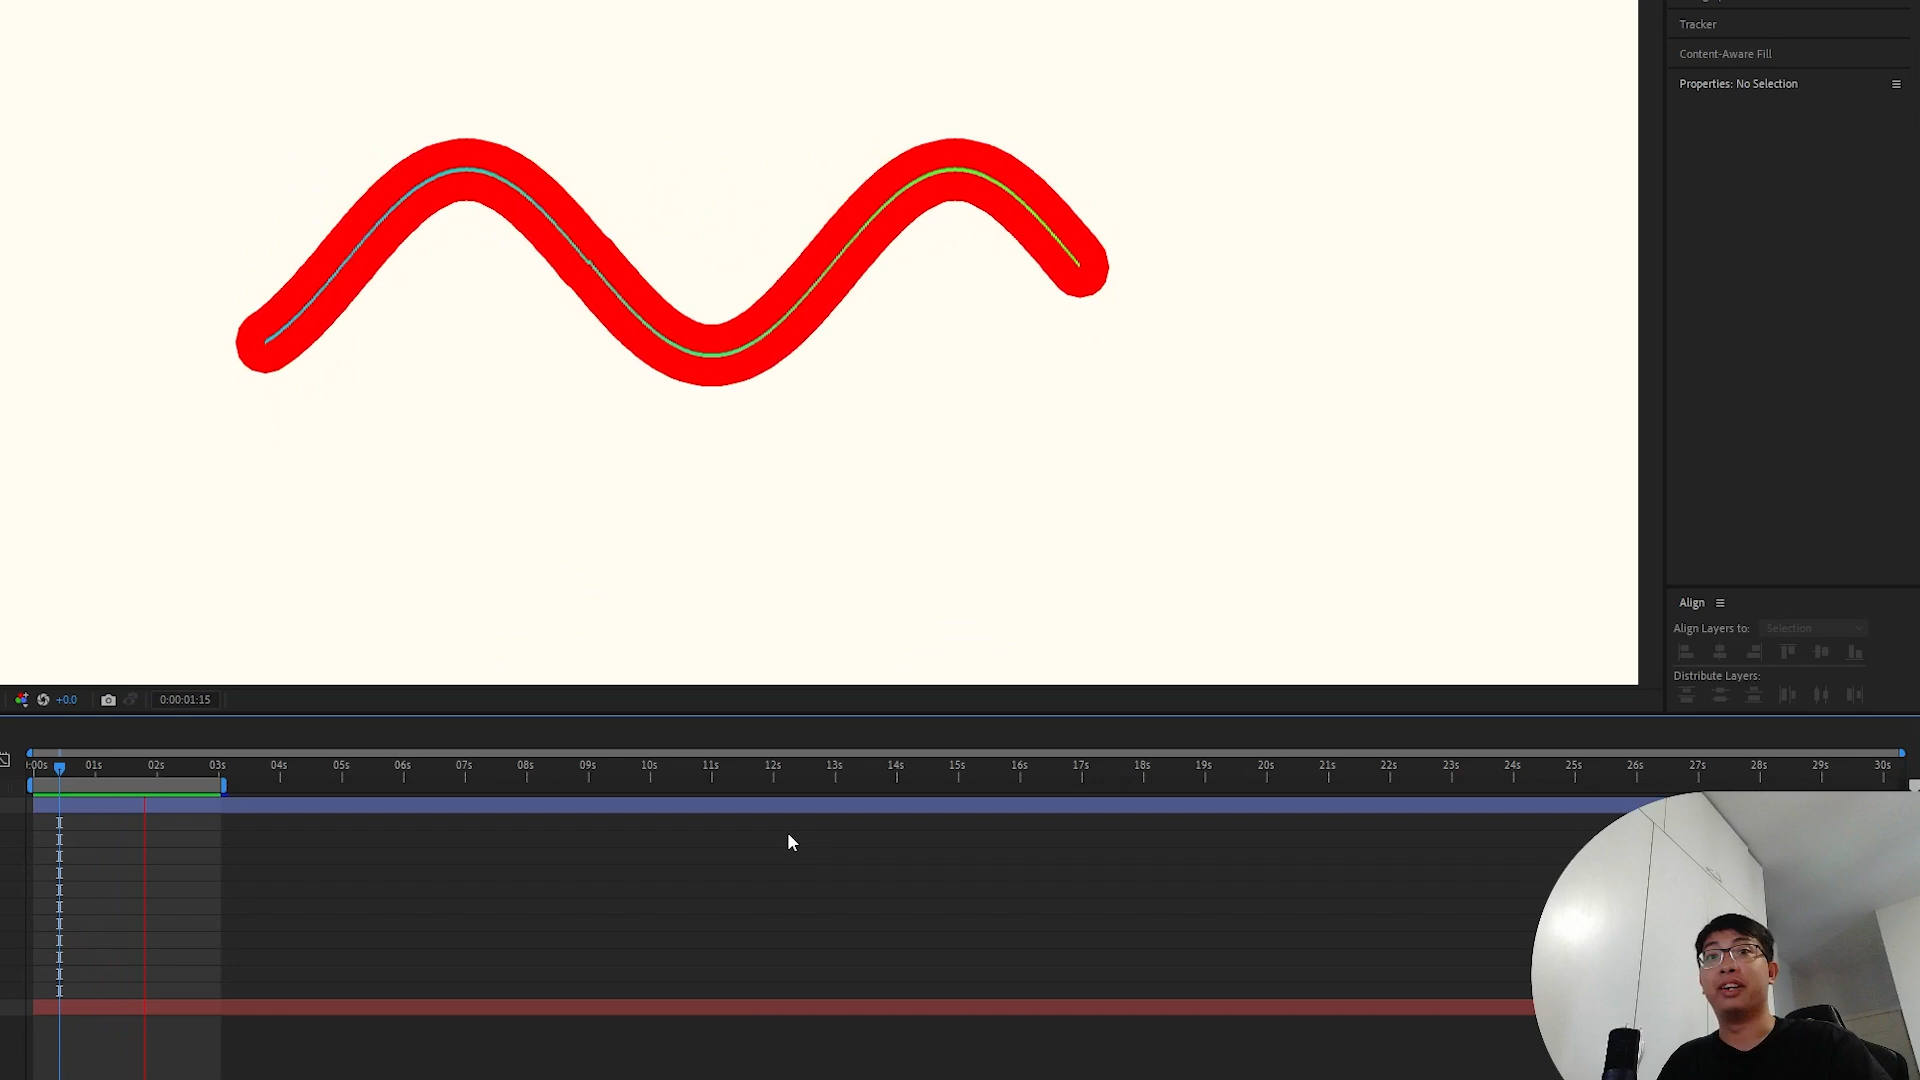 Tracker
Content-Aware Fill
Properties: No Selection
Align
Align Layers to: Selection
Distribute Layers:
+0.0 0:00:01:15
:00s 01s 02s 03s 04s 05s 06s 07s 08s 09s 10s 11s 12s 13s 14s 15s 16s 17s 18s 19s 20s 21s 22s 23s 24s 25s 26s 27s 28s 29s 30s